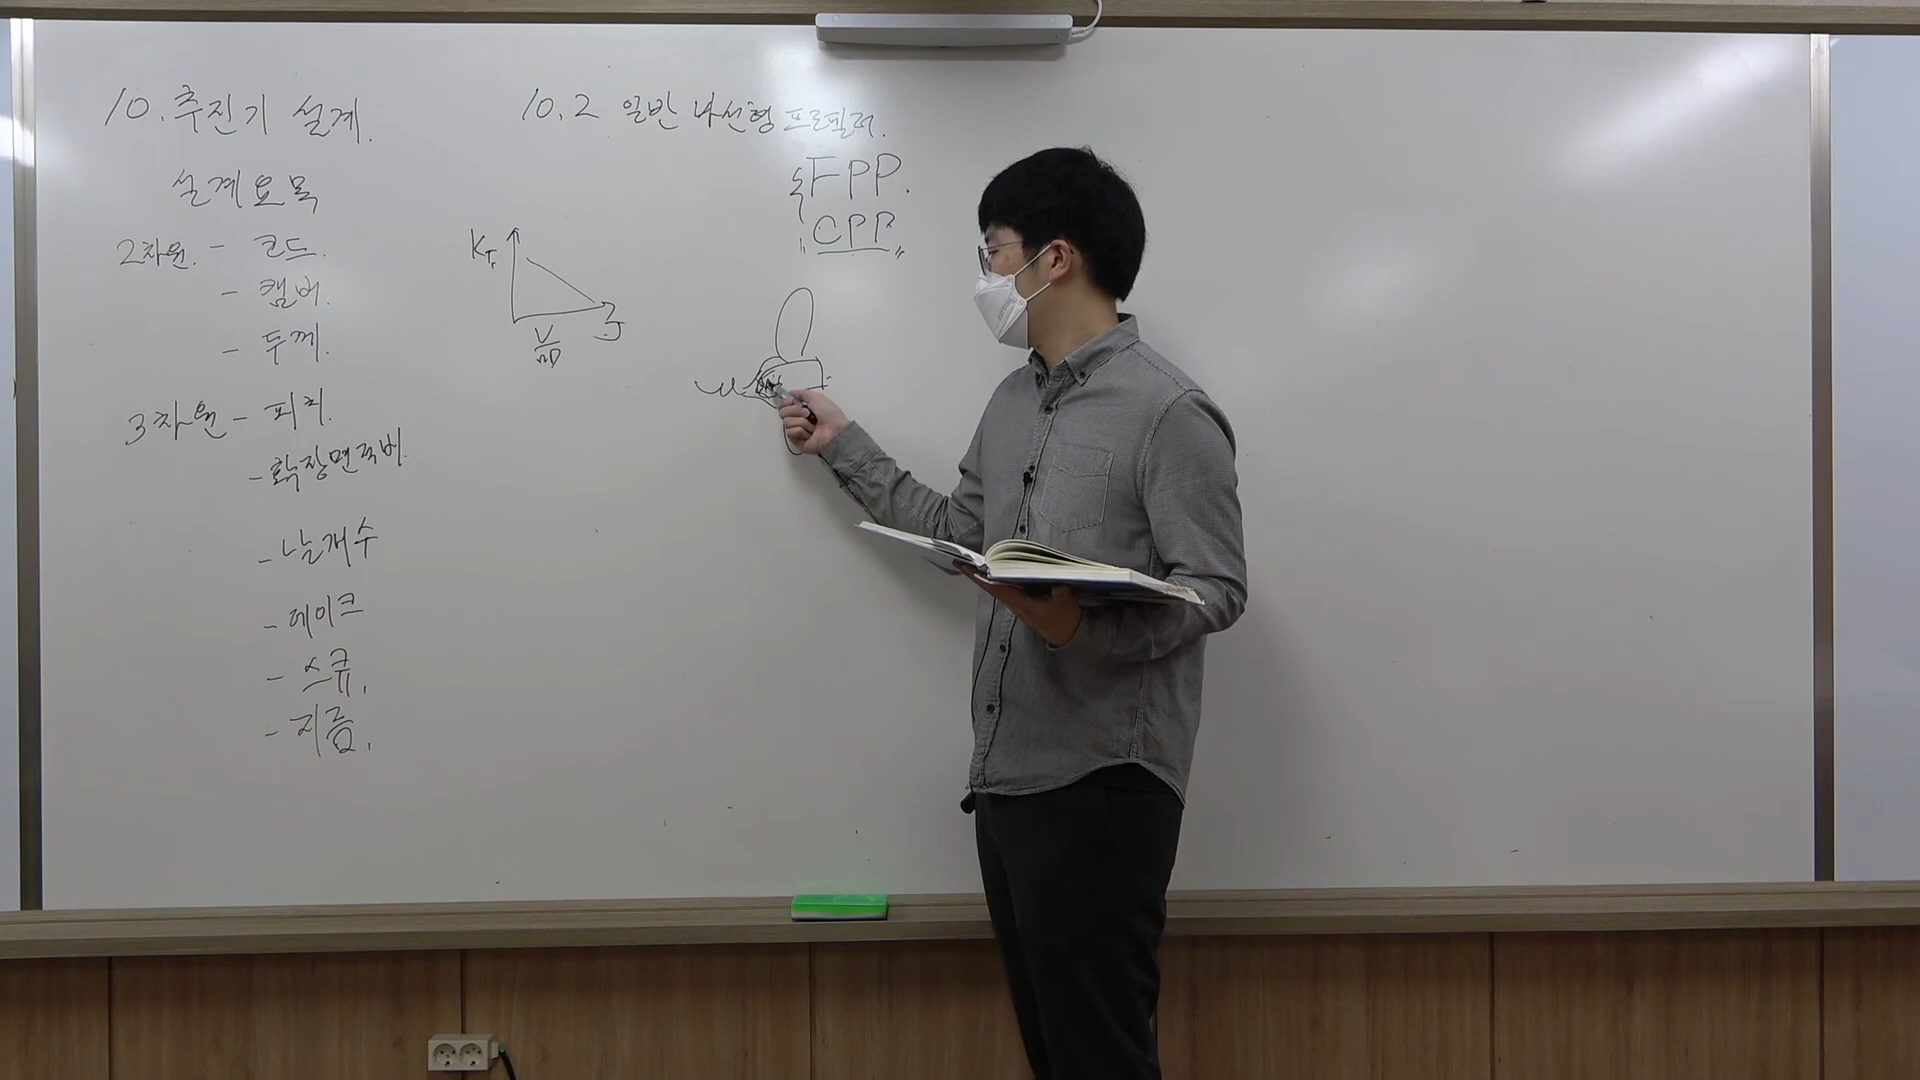 10. 추진기 설계.
설계요목
2차원. - 코드.
- 캠버.
- 두께.
3차원 - 피치.
- 확장면적비.
- 날개수
- 레이크
- 스큐.
- 지름.
10.2 일반 나선형 프로펠러.
FPP.
"CPP"
KT
J
V
nD